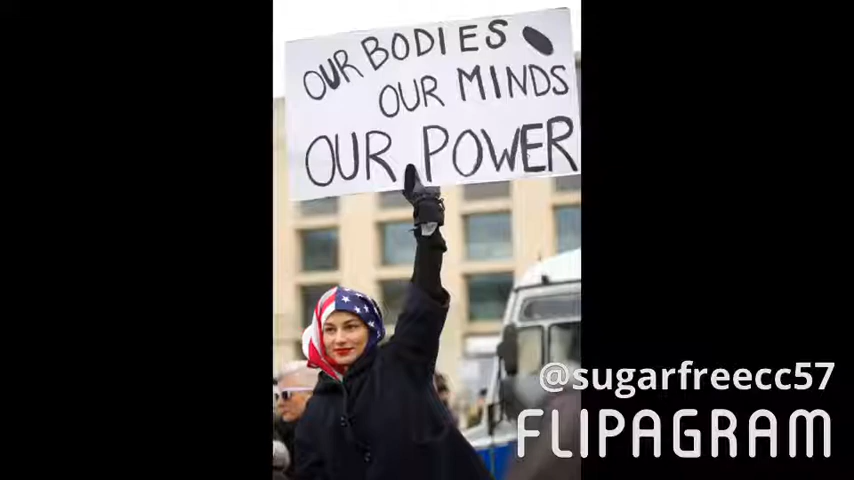 OUR BODIES
OUR MINDS
OUR POWER
@sugarfreecc57
FLIPAGRAM